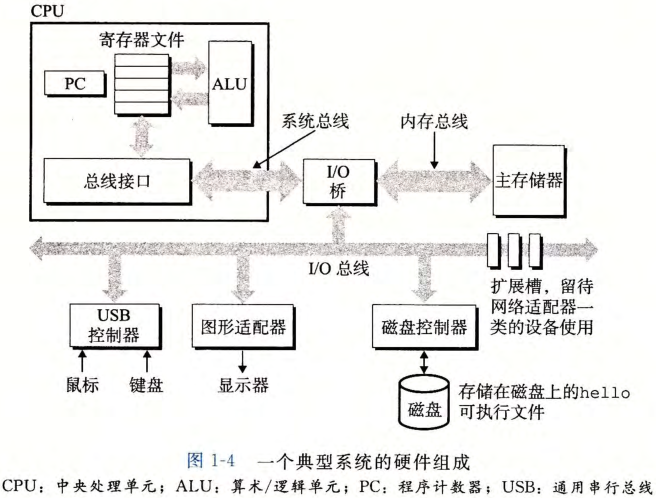 CPU
寄存器文件
PC
ALU
系统总线
内存总线
总线接口
I/O
桥
主存储器
I/O 总线
扩展槽，留待
网络适配器一
类的设备使用
USB
控制器
图形适配器
磁盘控制器
鼠标
键盘
显示器
磁盘
存储在磁盘上的hello
可执行文件
图 1-4 一个典型系统的硬件组成
CPU：中央处理单元；ALU：算术/逻辑单元；PC：程序计数器；USB：通用串行总线